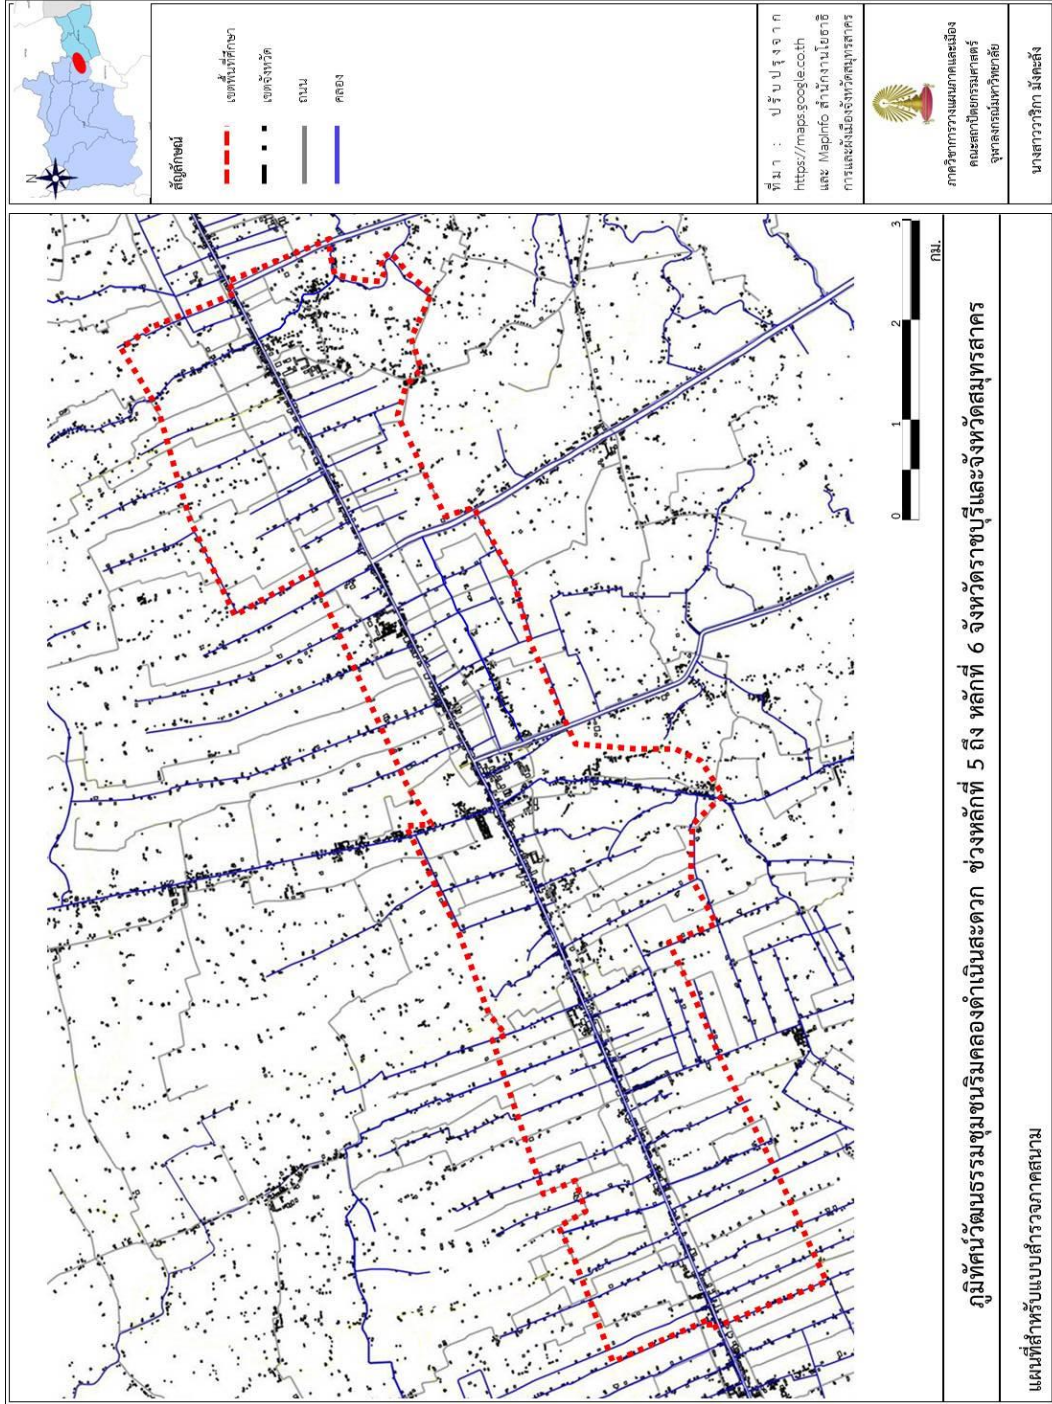 N
สัญลักษณ์
เขตพื้นที่ศึกษา
เขตจังหวัด
ถนน
คลอง
ที่มา : ปรับปรุงจาก
https://maps.google.co.th
และ Mapinfo สำนักงานโยธาธิ
การและผังเมืองจังหวัดสมุทรสาคร
ภาควิชาการวางแผนภาคและเมือง
คณะสถาปัตยกรรมศาสตร์
จุฬาลงกรณ์มหาวิทยาลัย
นางสาววาริกา มังคะลัง
0 1 2 3
กม.
ภูมิทัศน์วัฒนธรรมชุมชนริมคลองดำเนินสะดวก ช่วงหลักที่ 5 ถึง หลักที่ 6 จังหวัดราชบุรีและจังหวัดสมุทรสาคร
แผนที่สำหรับแบบสำรวจภาคสนาม